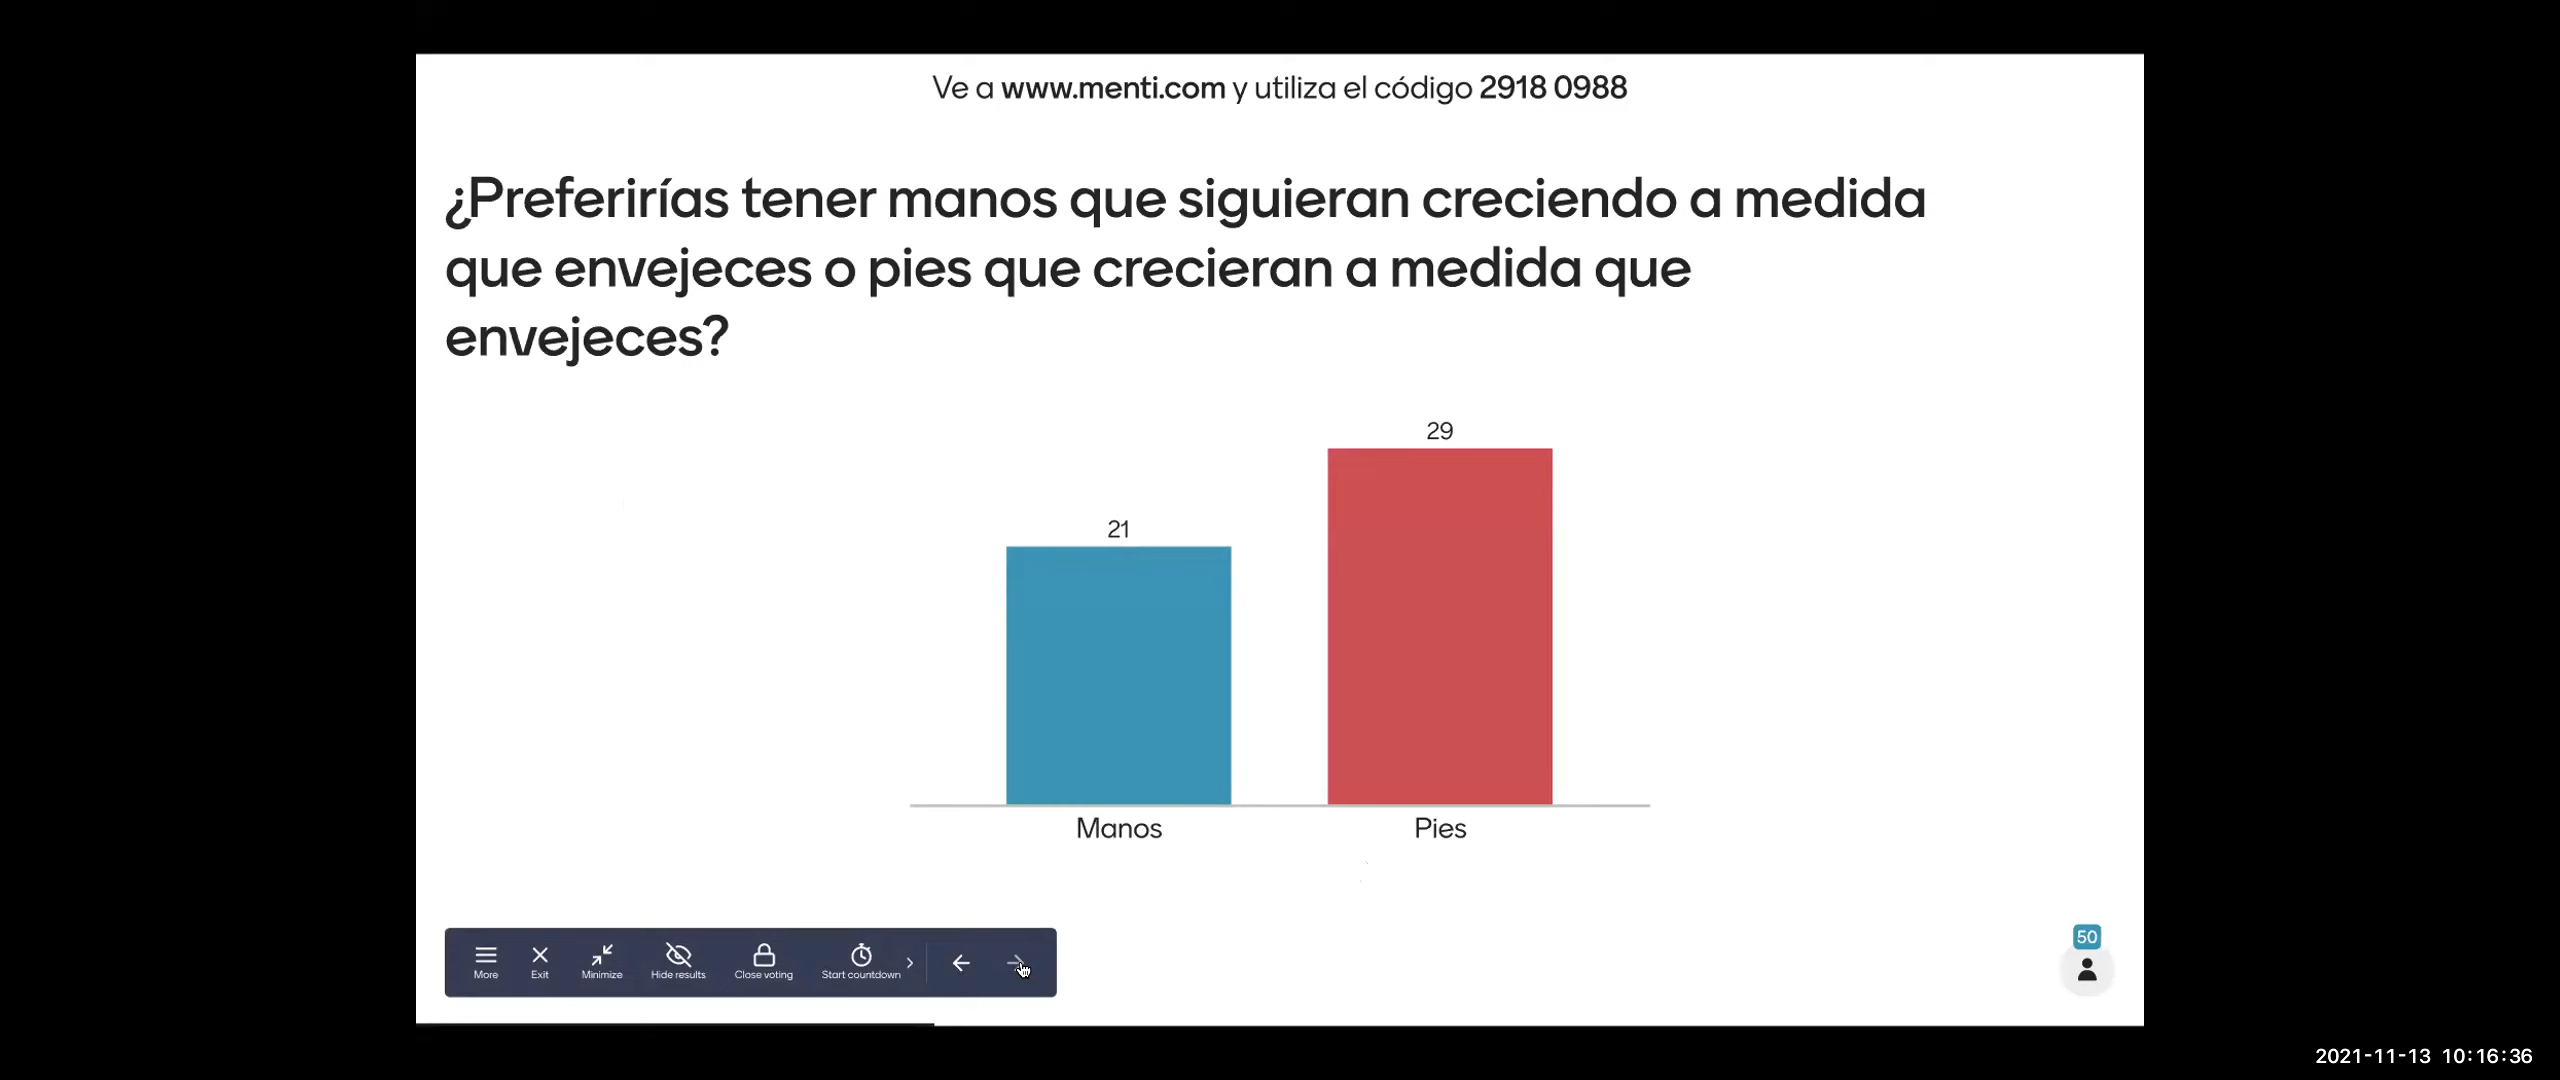 Ve a www.menti.com y utiliza el código 2918 0988
¿Preferirías tener manos que siguieran creciendo a medida
que envejeces o pies que crecieran a medida que
envejeces?
29
21
Manos
Pies
50
More
Exit
Minimize
Hide results
Close voting
Start countdown
2021-11-13 10:16:36